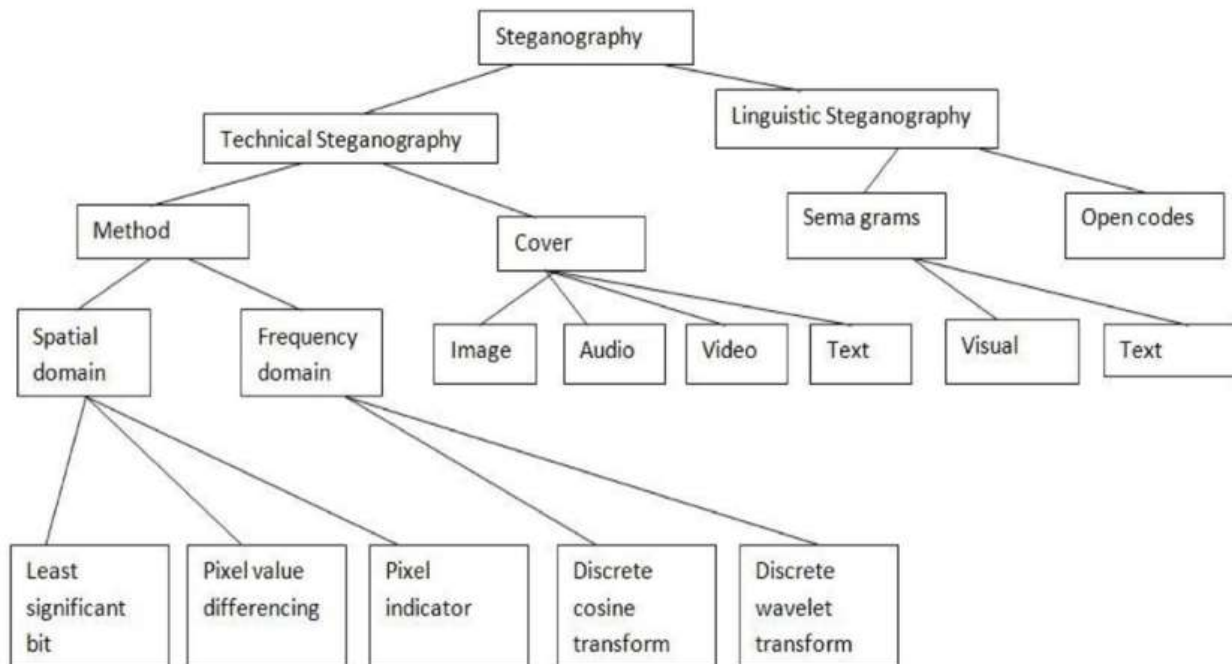 Steganography
Linguistic Steganography
Technical Steganography
Method
Cover
Sema grams
Open codes
Spatial
domain
Frequency
domain
Image
Audio
Video
Text
Visual
Text
Least
significant
bit
Pixel value
differencing
Pixel
indicator
Discrete
cosine
transform
Discrete
wavelet
transform